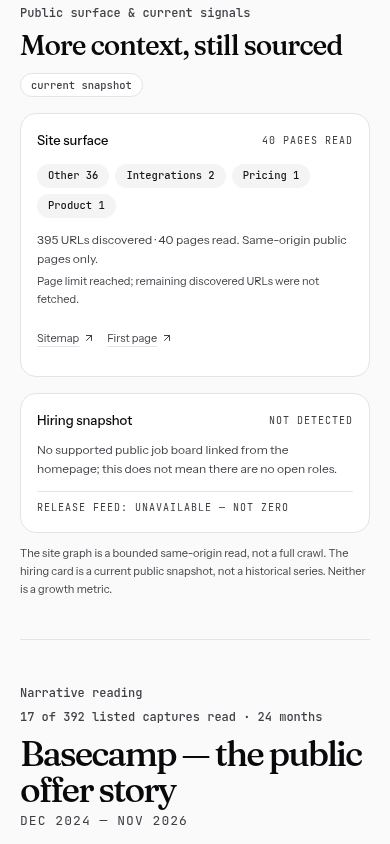 Public surface & current signals
More context, still sourced
current snapshot
Site surface
40 PAGES READ
Other 36
Integrations 2
Pricing 1
Product 1
395 URLs discovered · 40 pages read. Same-origin public
pages only.
Page limit reached; remaining discovered URLs were not
fetched.
Sitemap ↗ First page ↗
Hiring snapshot
NOT DETECTED
No supported public job board linked from the
homepage; this does not mean there are no open roles.
RELEASE FEED: UNAVAILABLE — NOT ZERO
The site graph is a bounded same-origin read, not a full crawl. The
hiring card is a current public snapshot, not a historical series. Neither
is a growth metric.
Narrative reading
17 of 392 listed captures read · 24 months
Basecamp — the public
offer story
DEC 2024 — NOV 2026